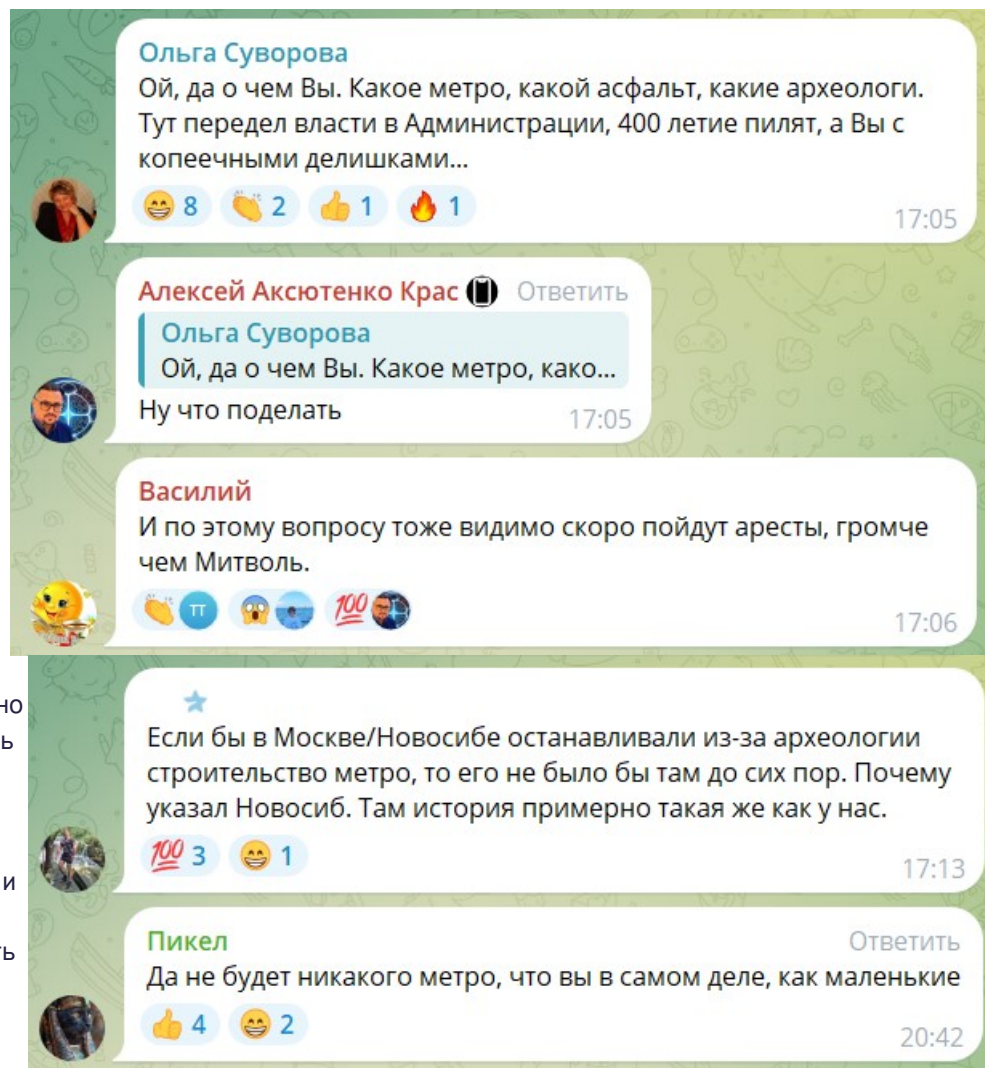 Ольга Суворова
Ой, да о чем Вы. Какое метро, какой асфальт, какие археологи.
Тут передел власти в Администрации, 400 летие пилят, а Вы с
копеечными делишками...
😁 8 👏 2 👍 1 🔥 1
17:05
Алексей Аксютенко Крас Ответить
Ольга Суворова
Ой, да о чем Вы. Какое метро, како...
Ну что поделать
17:05
Василий
И по этому вопросу тоже видимо скоро пойдут аресты, громче
чем Митволь.
👏 π 😱 💯
17:06
но
ь
Если бы в Москве/Новосибе останавливали из-за археологии
строительство метро, то его не было бы там до сих пор. Почему
указал Новосиб. Там история примерно такая же как у нас.
💯 3 😁 1
17:13
и
ть
Пикел Ответить
Да не будет никакого метро, что вы в самом деле, как маленькие
👍 4 😁 2
20:42